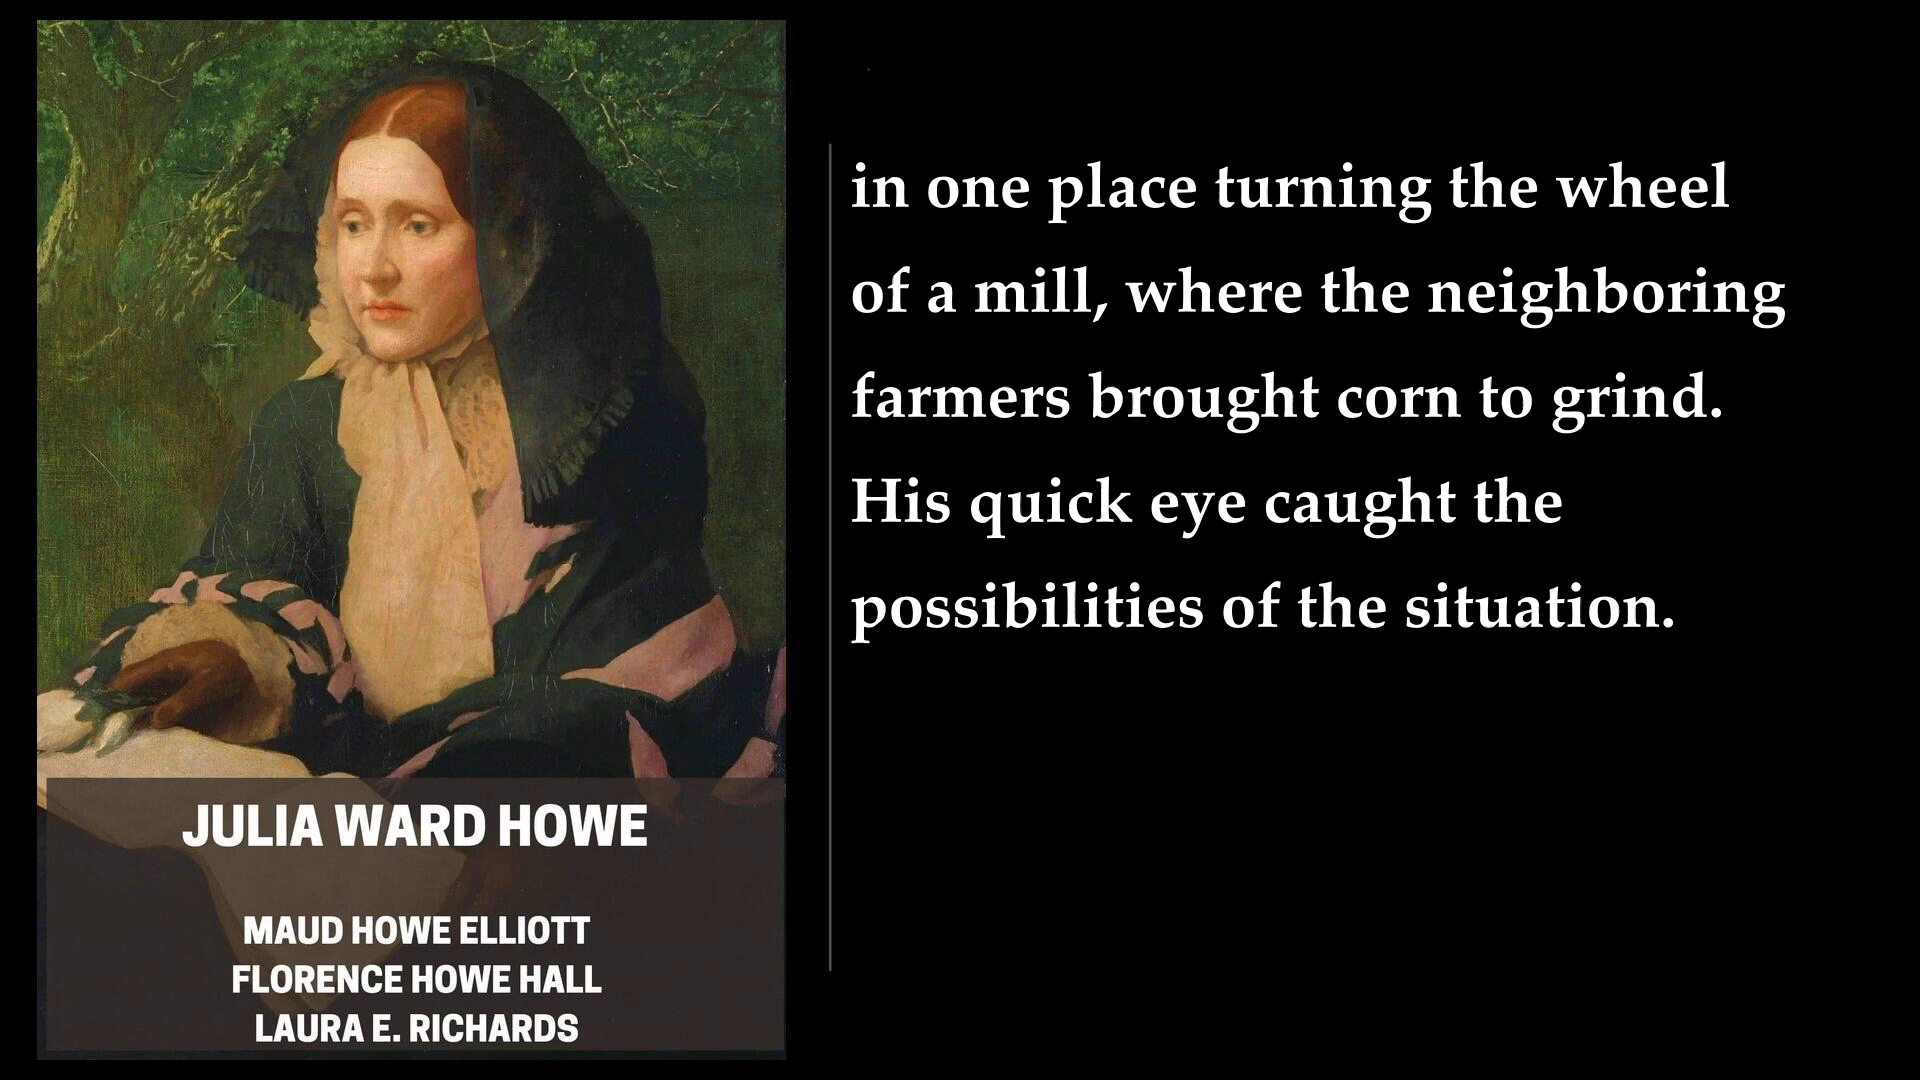 JULIA WARD HOWE
MAUD HOWE ELLIOTT
FLORENCE HOWE HALL
LAURA E. RICHARDS
in one place turning the wheel
of a mill, where the neighboring
farmers brought corn to grind.
His quick eye caught the
possibilities of the situation.